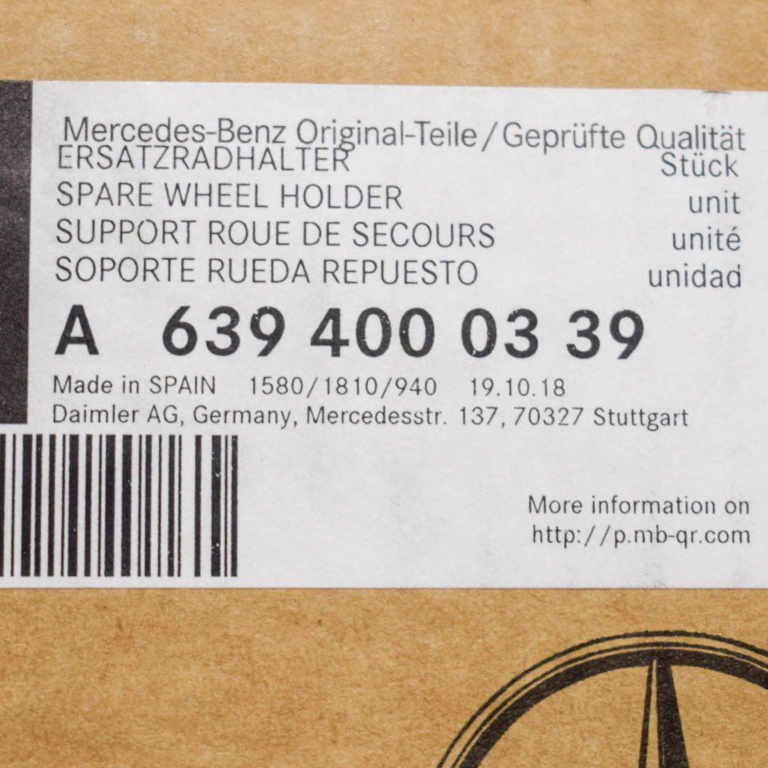 Mercedes-Benz Original-Teile/Geprüfte Qualität
ERSATZRADHALTER Stück
SPARE WHEEL HOLDER unit
SUPPORT ROUE DE SECOURS unité
SOPORTE RUEDA REPUESTO unidad
A 639 400 03 39
Made in SPAIN 1580/1810/940 19.10.18
Daimler AG, Germany, Mercedesstr. 137, 70327 Stuttgart
More information on
http://p.mb-qr.com